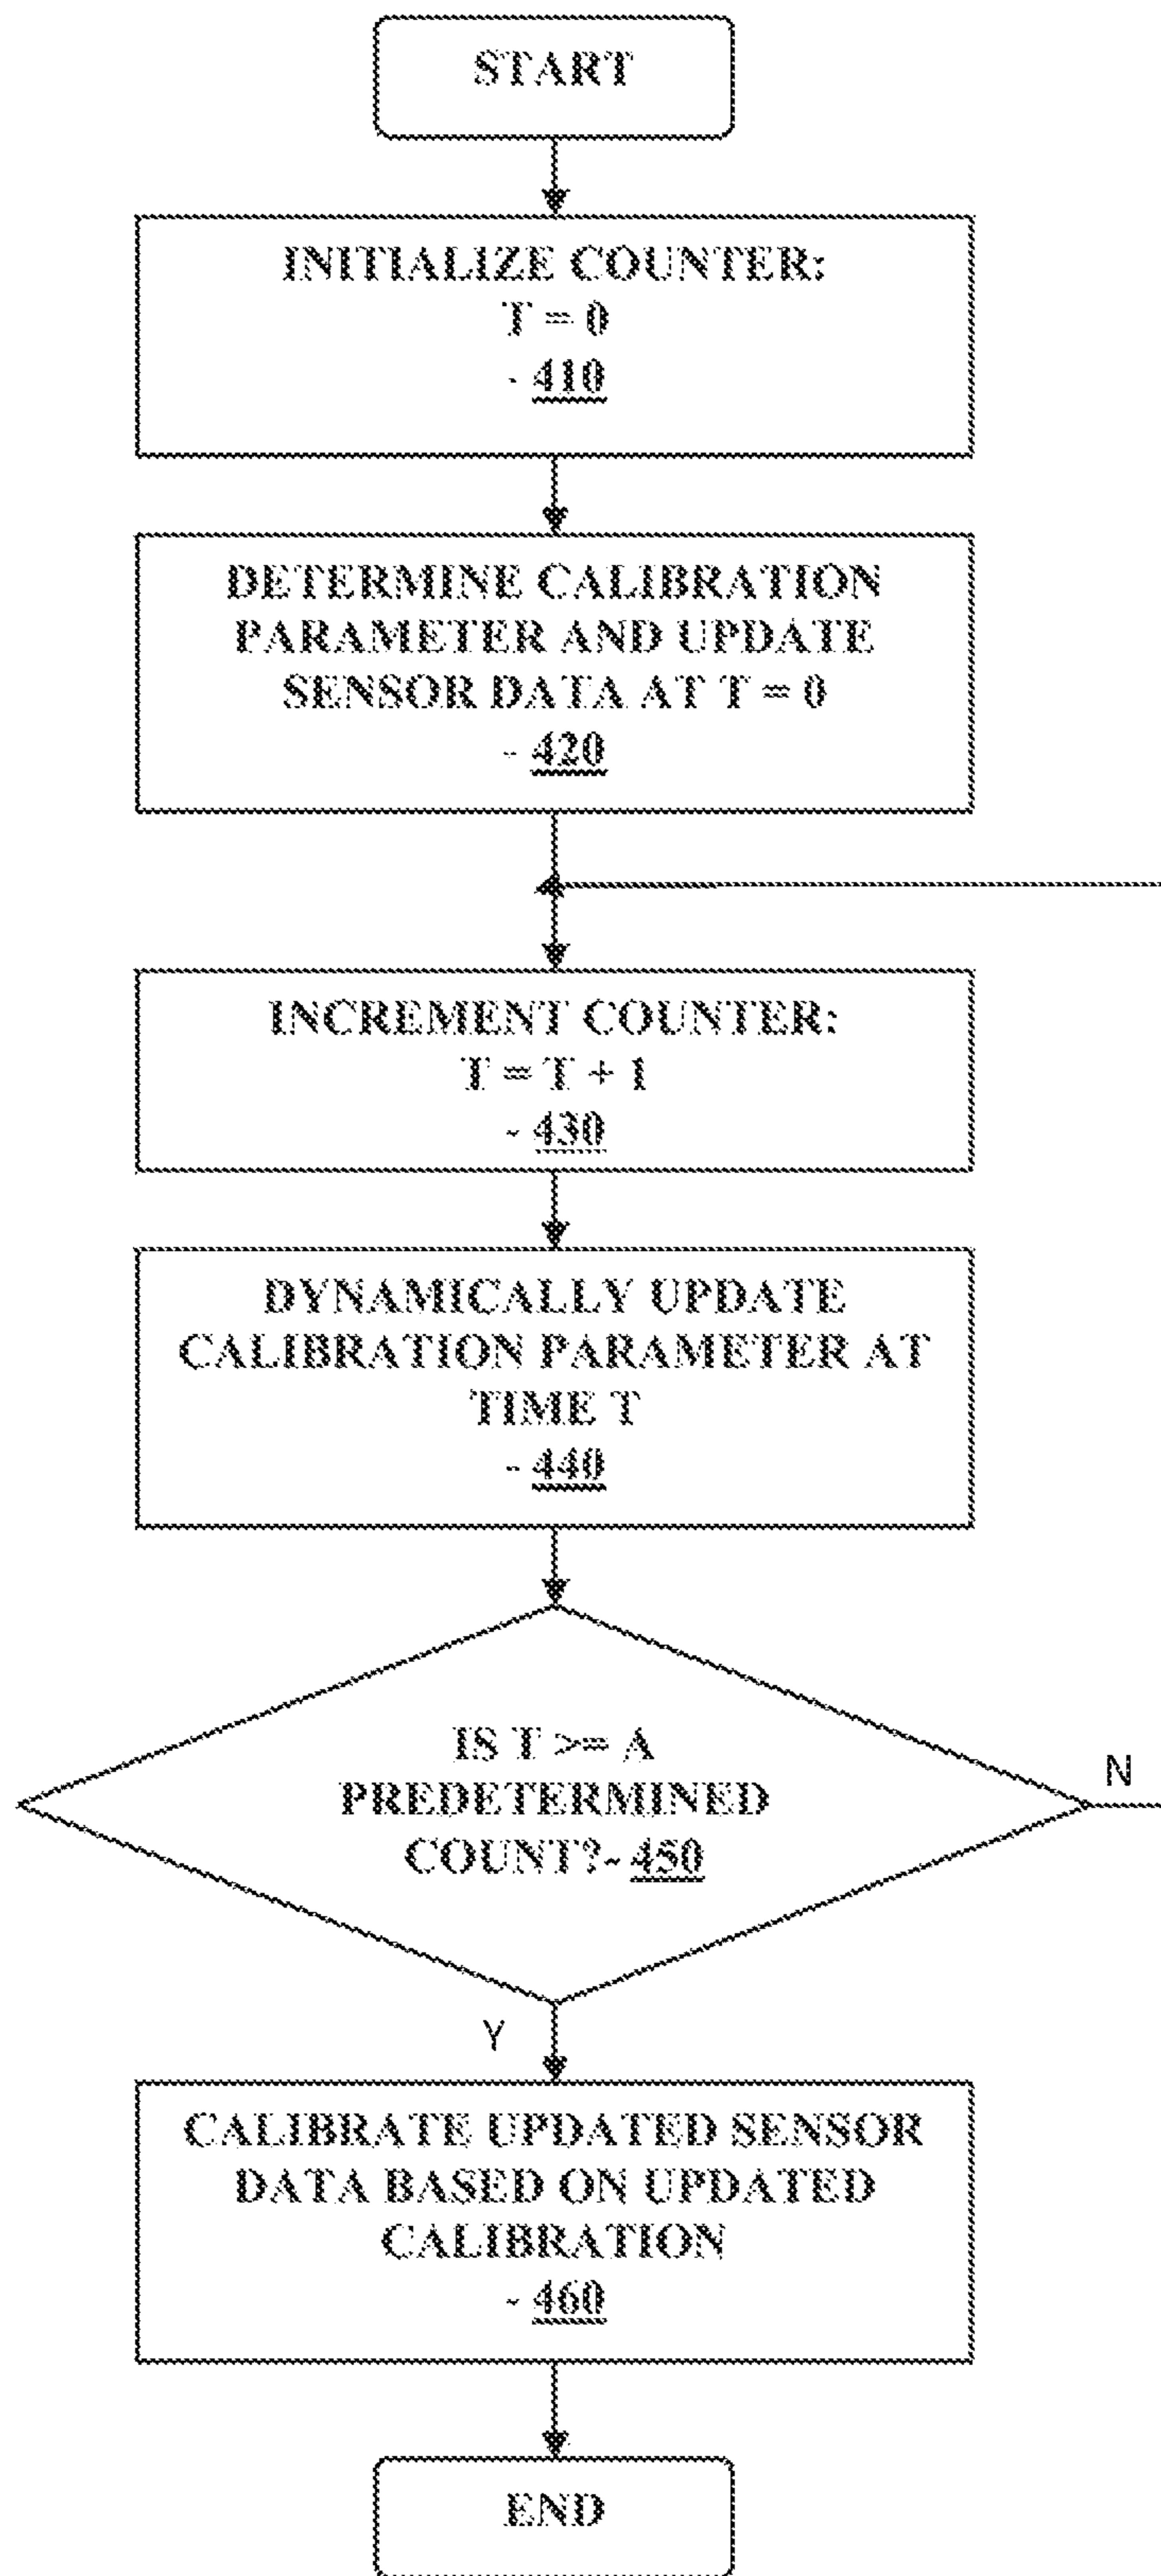 START
INITIALIZE COUNTER:
T = 0
- 410
DETERMINE CALIBRATION
PARAMETER AND UPDATE
SENSOR DATA AT T = 0
- 420
INCREMENT COUNTER:
T = T + 1
- 430
DYNAMICALLY UPDATE
CALIBRATION PARAMETER AT
TIME T
- 440
IS T >= A
PREDETERMINED
COUNT?- 450
N
Y
CALIBRATE UPDATED SENSOR
DATA BASED ON UPDATED
CALIBRATION
- 460
END